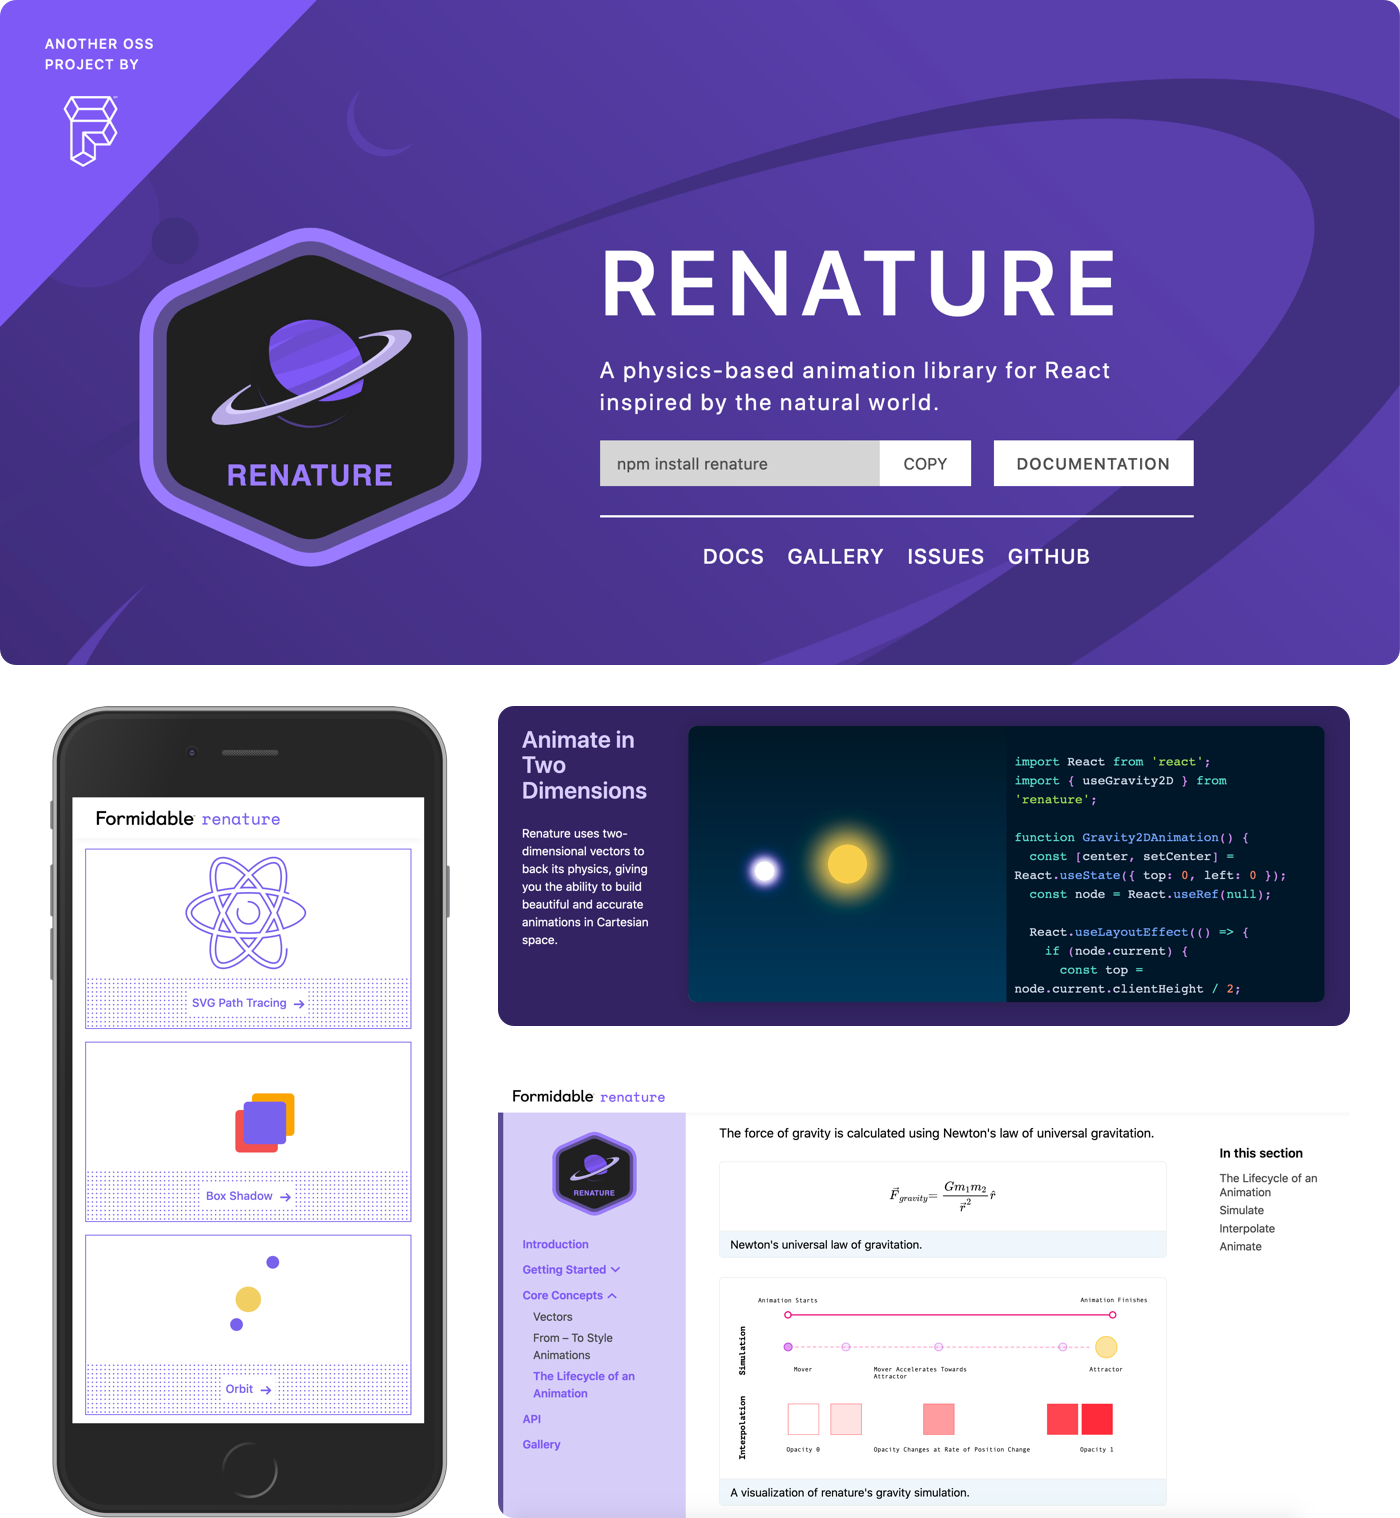 ANOTHER OSS
PROJECT BY
RENATURE
RENATURE
A physics-based animation library for React
inspired by the natural world.
npm install renature
COPY
DOCUMENTATION
DOCS GALLERY ISSUES GITHUB
Formidable renature
SVG Path Tracing →
Box Shadow →
Orbit →
Animate in
Two
Dimensions
Renature uses two-
dimensional vectors to
back its physics, giving
you the ability to build
beautiful and accurate
animations in Cartesian
space.
import React from 'react';
import { useGravity2D } from
'renature';
function Gravity2DAnimation() {
const [center, setCenter] =
React.useState({ top: 0, left: 0 });
const node = React.useRef(null);
React.useLayoutEffect(() => {
if (node.current) {
const top =
node.current.clientHeight / 2;
Formidable renature
RENATURE
Introduction
Getting Started
Core Concepts
Vectors
From – To Style
Animations
The Lifecycle of an
Animation
API
Gallery
The force of gravity is calculated using Newton's law of universal gravitation.
F⃗gravity = Gm₁m₂ / r⃗² r̂
Newton's universal law of gravitation.
Animation Starts
Animation Finishes
Simulation
Mover
Mover Accelerates Towards
Attractor
Attractor
Interpolation
Opacity 0
Opacity Changes at Rate of Position Change
Opacity 1
A visualization of renature's gravity simulation.
In this section
The Lifecycle of an
Animation
Simulate
Interpolate
Animate